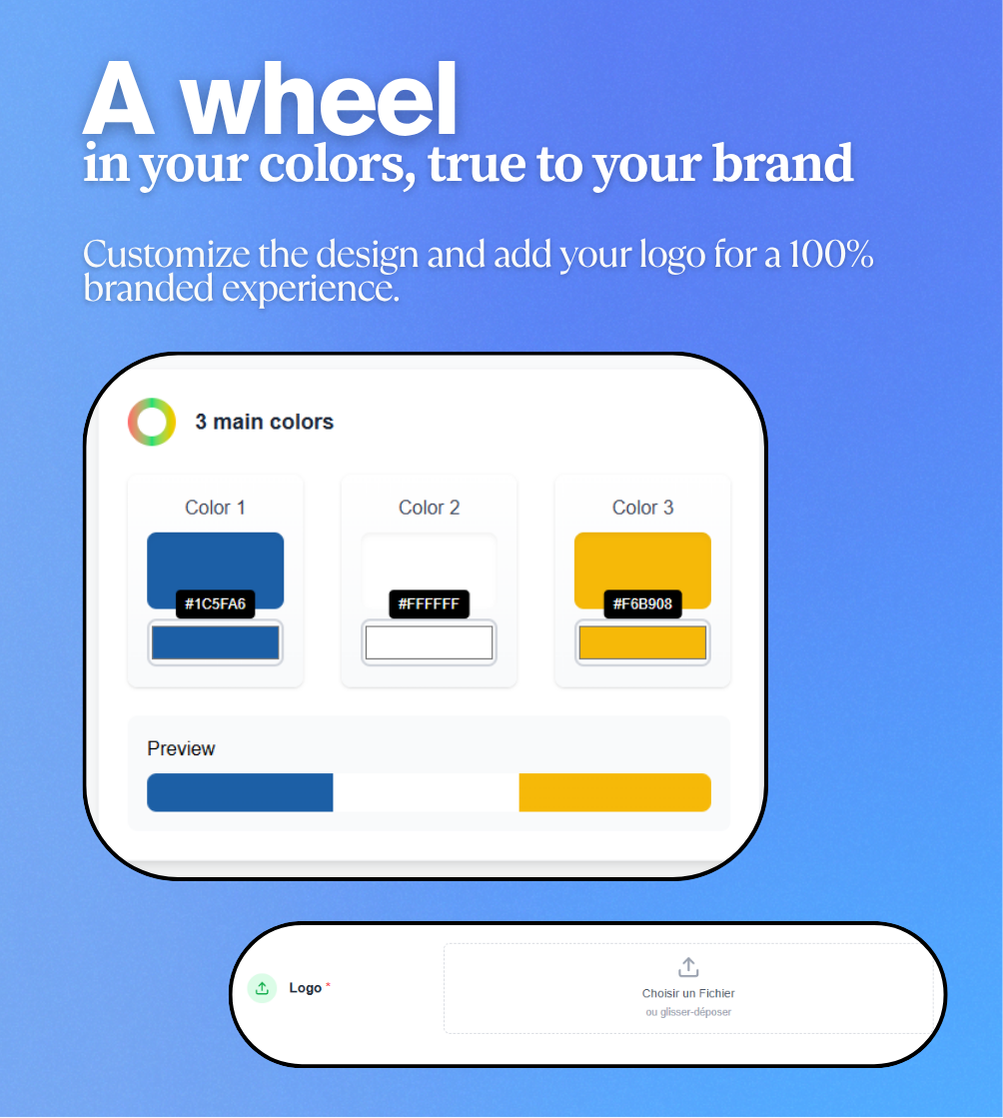 A wheel
in your colors, true to your brand
Customize the design and add your logo for a 100%
branded experience.
3 main colors
Color 1
Color 2
Color 3
#1C5FA6
#FFFFFF
#F6B908
Preview
Logo *
Choisir un Fichier
ou glisser-déposer